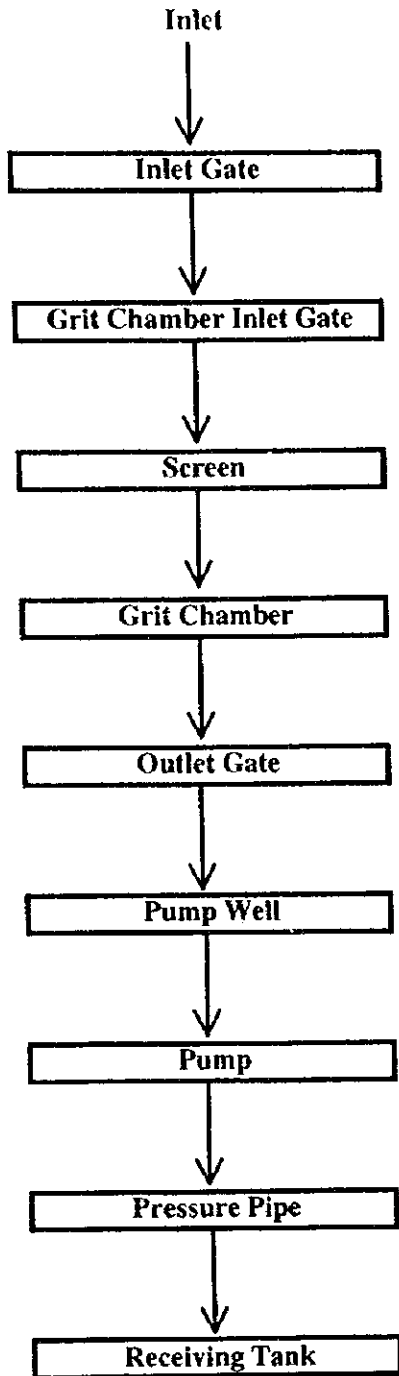 Inlet
Inlet Gate
Grit Chamber Inlet Gate
Screen
Grit Chamber
Outlet Gate
Pump Well
Pump
Pressure Pipe
Receiving Tank